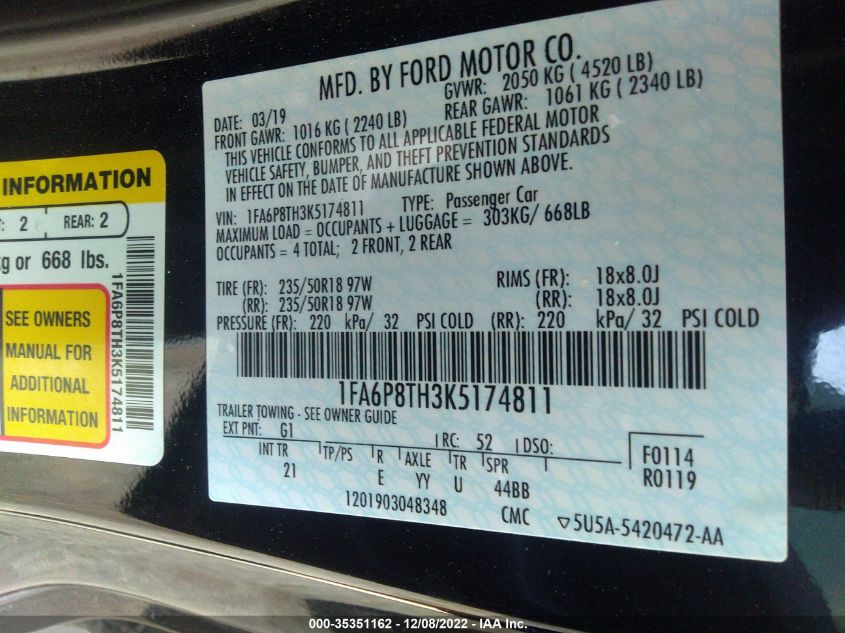 INFORMATION
: 2 REAR: 2
kg or 668 lbs.
SEE OWNERS
MANUAL FOR
ADDITIONAL
INFORMATION
1FA6P8TH3K5174811
MFD. BY FORD MOTOR CO.
DATE: 03/19 GVWR: 2050 KG ( 4520 LB)
FRONT GAWR: 1016 KG ( 2240 LB) REAR GAWR: 1061 KG ( 2340 LB)
THIS VEHICLE CONFORMS TO ALL APPLICABLE FEDERAL MOTOR
VEHICLE SAFETY, BUMPER, AND THEFT PREVENTION STANDARDS
IN EFFECT ON THE DATE OF MANUFACTURE SHOWN ABOVE.
VIN: 1FA6P8TH3K5174811 TYPE: Passenger Car
MAXIMUM LOAD = OCCUPANTS + LUGGAGE = 303KG/ 668LB
OCCUPANTS = 4 TOTAL; 2 FRONT, 2 REAR
TIRE (FR): 235/50R18 97W RIMS (FR): 18x8.0J
(RR): 235/50R18 97W (RR): 18x8.0J
PRESSURE (FR): 220 kPa/ 32 PSI COLD (RR): 220 kPa/ 32 PSI COLD
1FA6P8TH3K5174811
TRAILER TOWING - SEE OWNER GUIDE
EXT PNT: G1 RC: 52 DSO:
INT TR TP/PS R AXLE TR SPR
21 E YY U 44BB
F0114
R0119
1201903048348 CMC ▽5U5A-5420472-AA
000-35351162 - 12/08/2022 - IAA Inc.